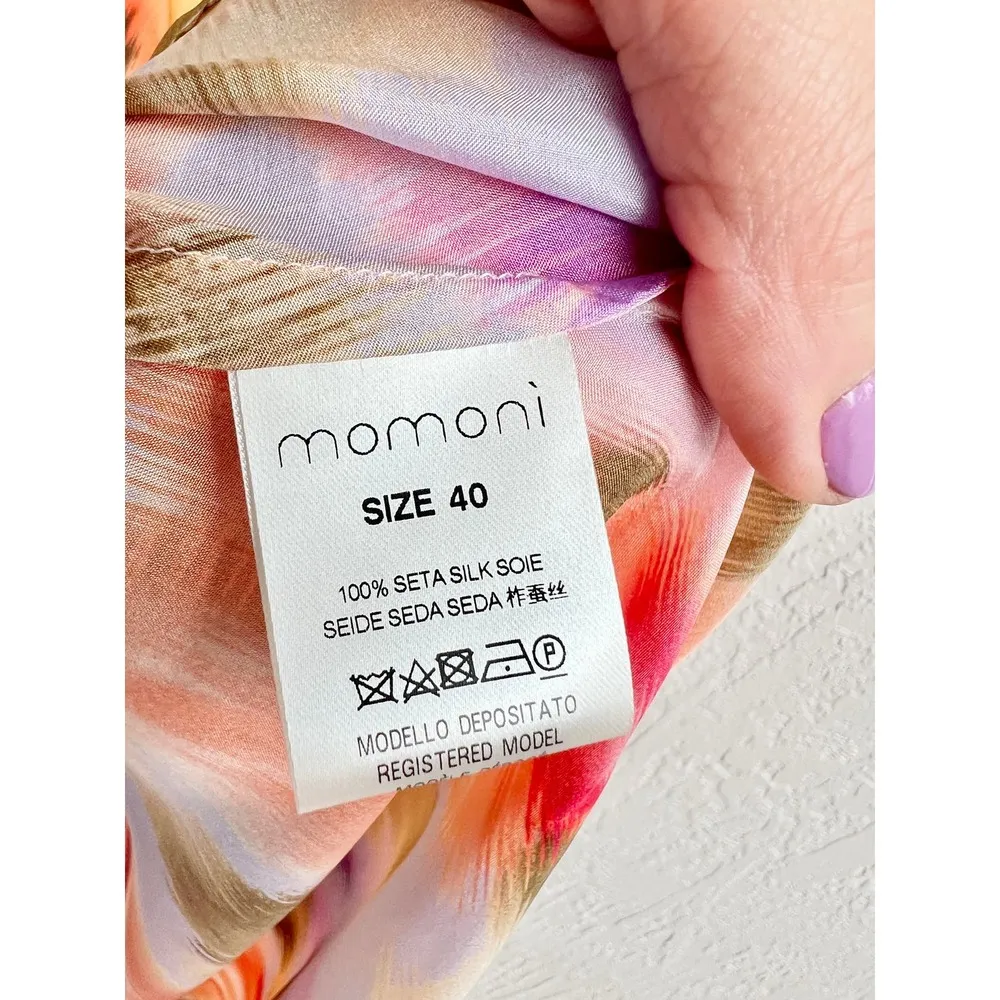 momonì
SIZE 40
100% SETA SILK SOIE
SEIDE SEDA SEDA 柞蚕丝
P
MODELLO DEPOSITATO
REGISTERED MODEL